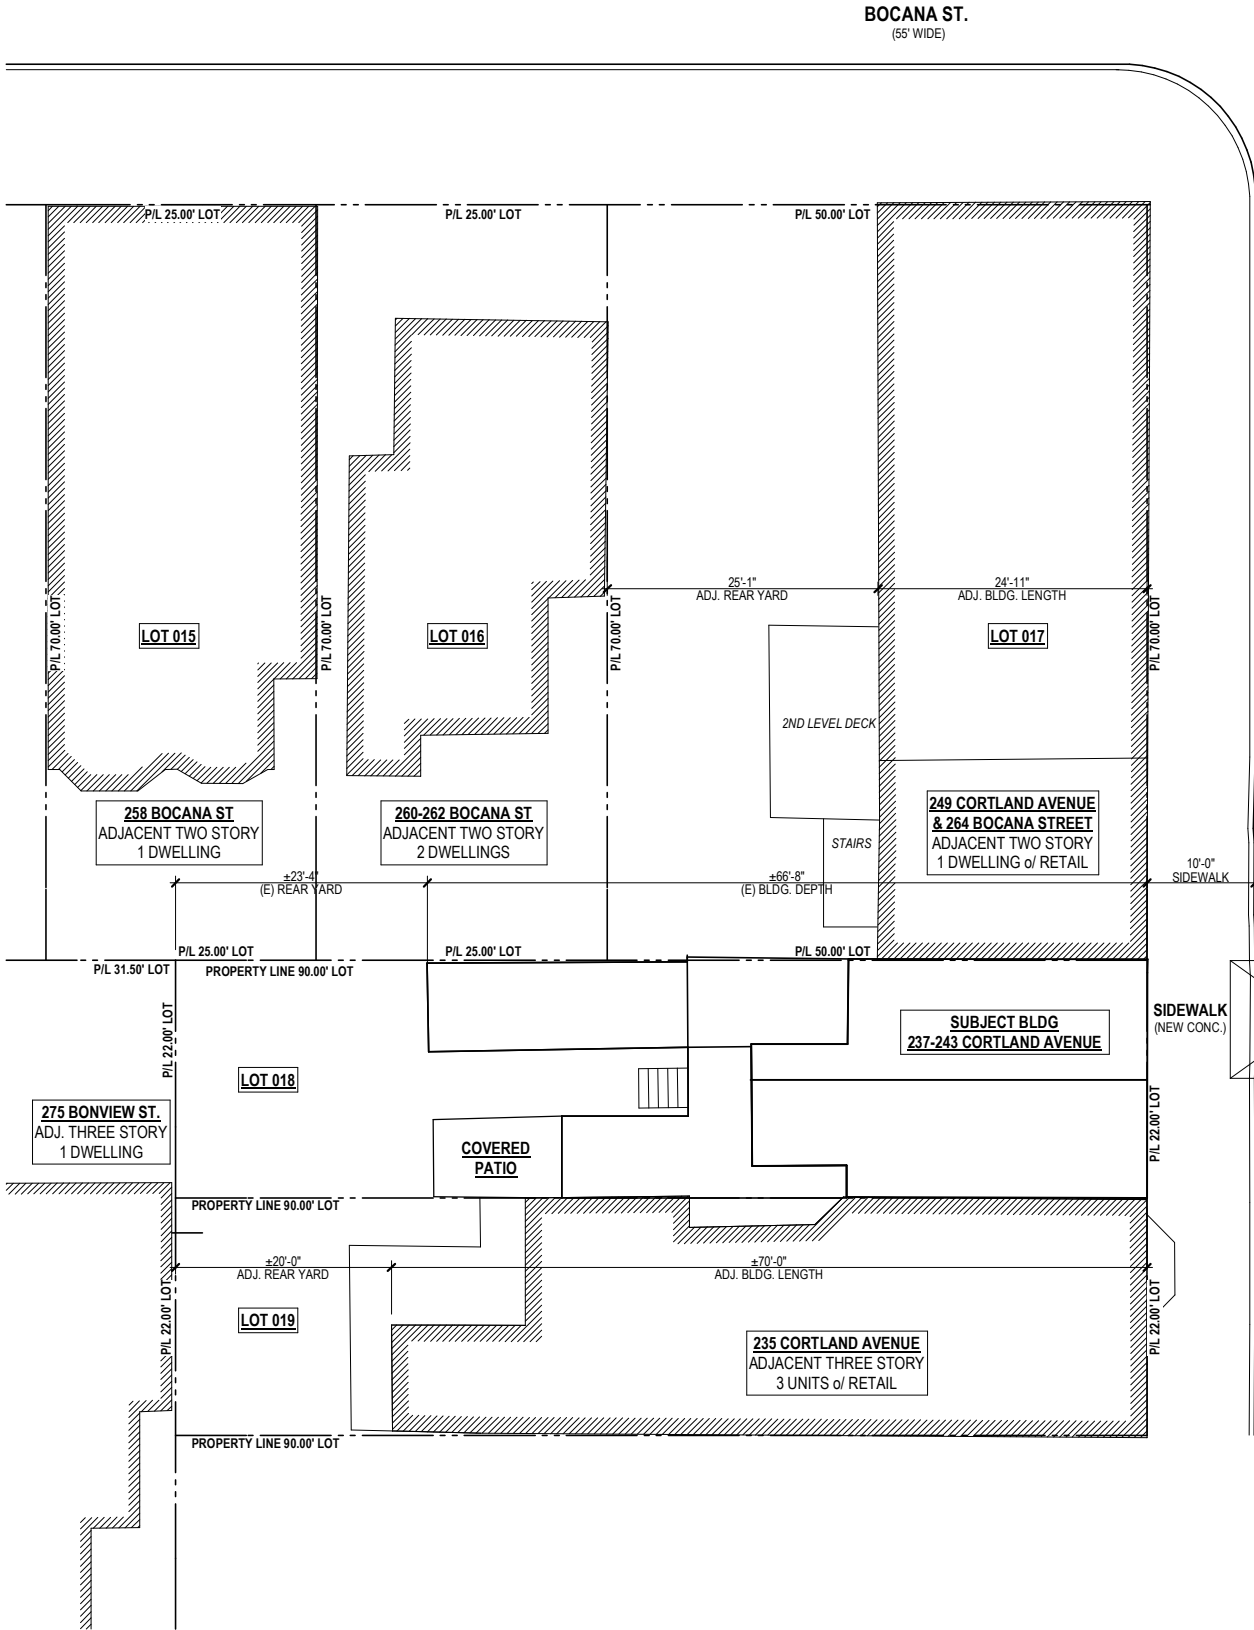 BOCANA ST.
(55' WIDE)
P/L 25.00' LOT
P/L 25.00' LOT
P/L 50.00' LOT
25'-1"
ADJ. REAR YARD
24'-11"
ADJ. BLDG. LENGTH
P/L 70.00' LOT
P/L 70.00' LOT
P/L 70.00' LOT
P/L 70.00' LOT
LOT 015
LOT 016
LOT 017
2ND LEVEL DECK
STAIRS
258 BOCANA ST
ADJACENT TWO STORY
1 DWELLING
260-262 BOCANA ST
ADJACENT TWO STORY
2 DWELLINGS
249 CORTLAND AVENUE
& 264 BOCANA STREET
ADJACENT TWO STORY
1 DWELLING o/ RETAIL
±23'-4"
(E) REAR YARD
±66'-8"
(E) BLDG. DEPTH
10'-0"
SIDEWALK
P/L 25.00' LOT
P/L 25.00' LOT
P/L 50.00' LOT
P/L 31.50' LOT
PROPERTY LINE 90.00' LOT
P/L 22.00' LOT
SUBJECT BLDG
237-243 CORTLAND AVENUE
SIDEWALK
(NEW CONC.)
LOT 018
275 BONVIEW ST.
ADJ. THREE STORY
1 DWELLING
COVERED
PATIO
P/L 22.00' LOT
PROPERTY LINE 90.00' LOT
±20'-0"
ADJ. REAR YARD
±70'-0"
ADJ. BLDG. LENGTH
P/L 22.00' LOT
LOT 019
P/L 22.00' LOT
235 CORTLAND AVENUE
ADJACENT THREE STORY
3 UNITS o/ RETAIL
PROPERTY LINE 90.00' LOT